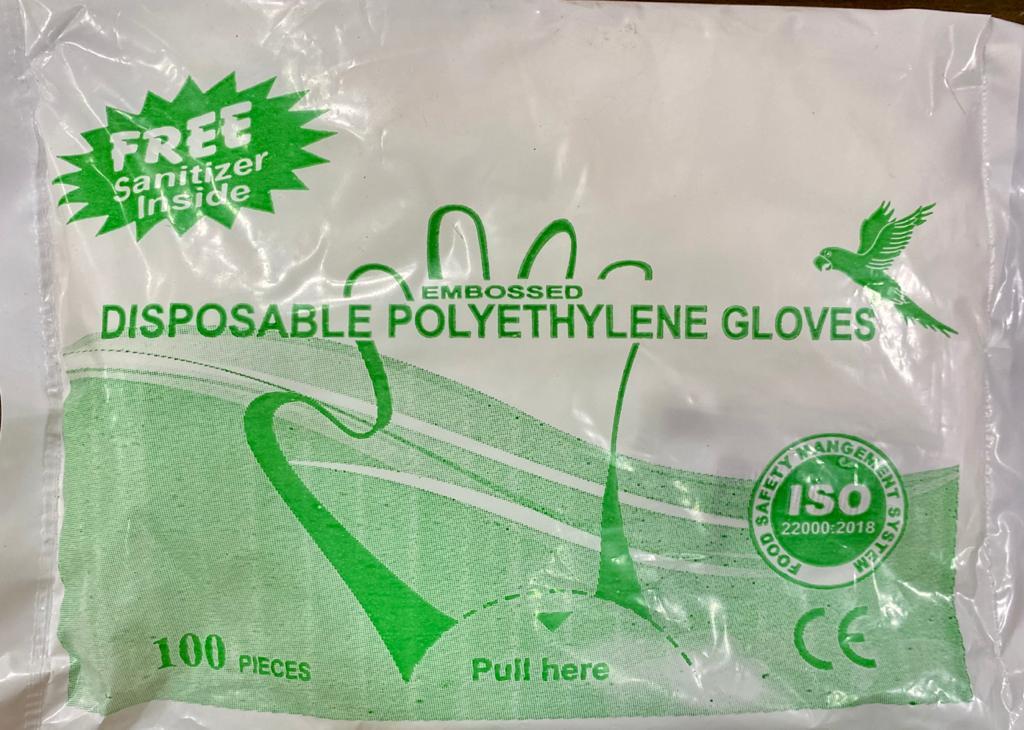 FREE
Sanitizer
Inside
EMBOSSED
DISPOSABLE POLYETHYLENE GLOVES
FOOD SAFETY MANGEMENT SYSTEM
ISO
22000:2018
CE
100 PIECES
Pull here